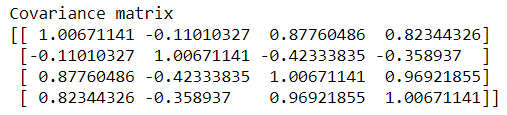 Covariance matrix
[[ 1.00671141 -0.11010327  0.87760486  0.82344326]
 [-0.11010327  1.00671141 -0.42333835 -0.358937  ]
 [ 0.87760486 -0.42333835  1.00671141  0.96921855]
 [ 0.82344326 -0.358937    0.96921855  1.00671141]]